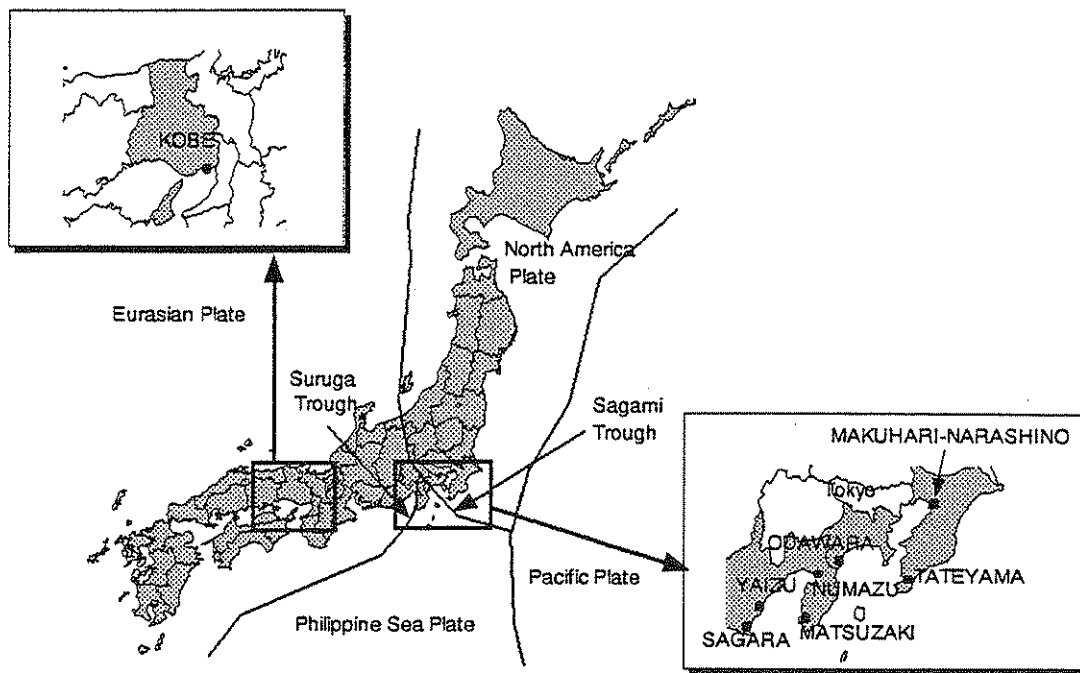 KOBE
North America
Plate
Eurasian Plate
Suruga
Trough
Sagami
Trough
MAKUHARI-NARASHINO
Tokyo
ODAWARA
YAIZU
NUMAZU
TATEYAMA
SAGARA
MATSUZAKI
Pacific Plate
Philippine Sea Plate